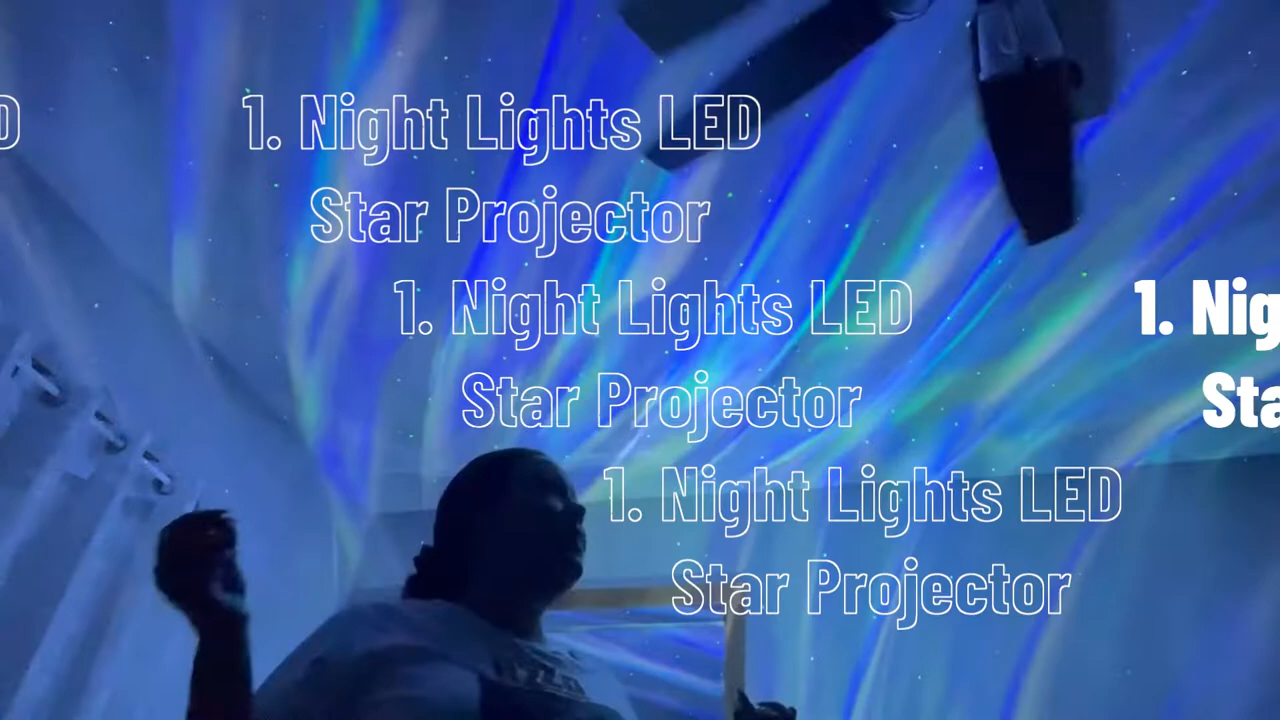 D 1. Night Lights LED
Star Projector
1. Night Lights LED
1. Nig
Star Projector
Sta
1. Night Lights LED
Star Projector